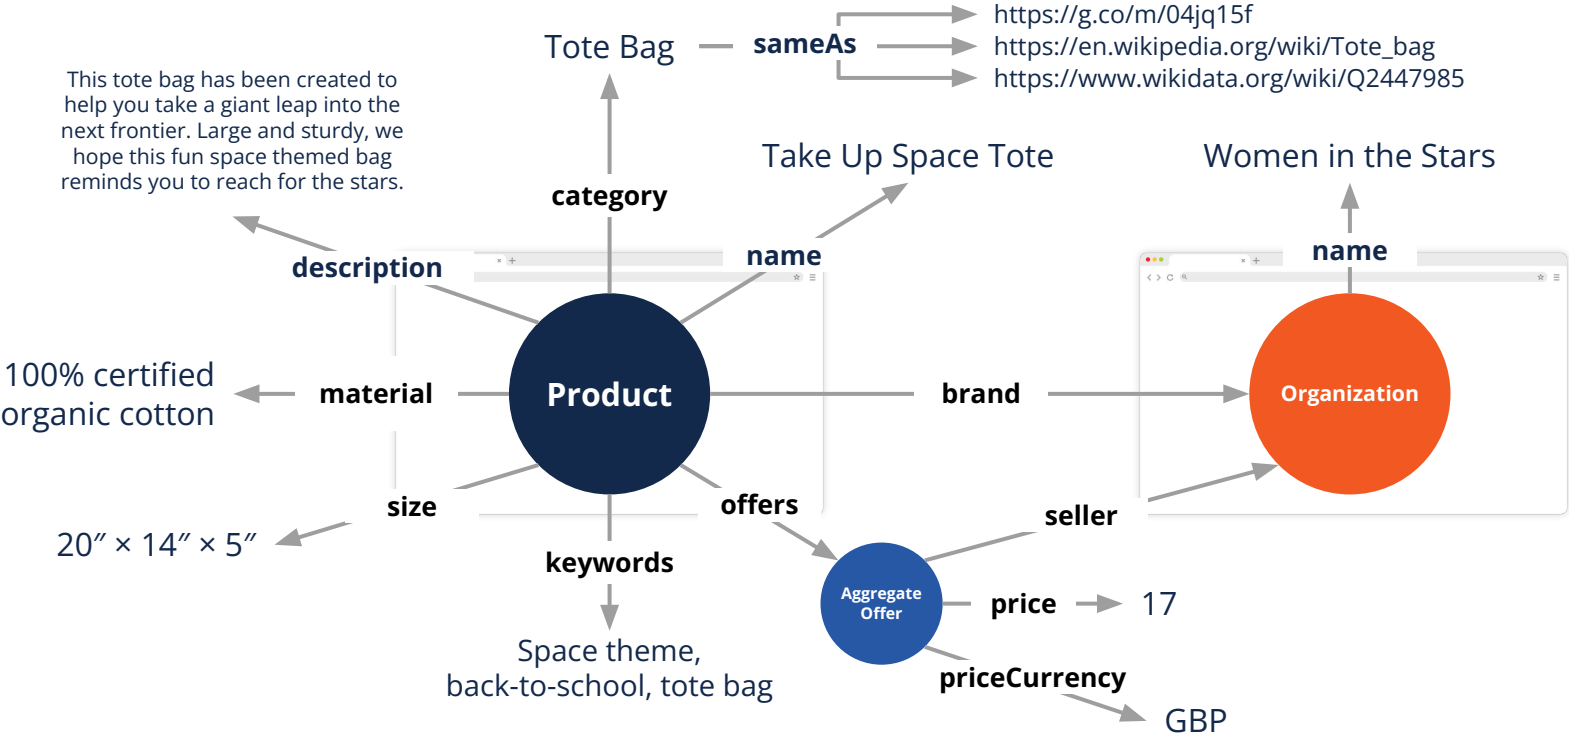 https://g.co/m/04jq15f
Tote Bag
sameAs
https://en.wikipedia.org/wiki/Tote_bag
https://www.wikidata.org/wiki/Q2447985
This tote bag has been created to
help you take a giant leap into the
next frontier. Large and sturdy, we
hope this fun space themed bag
reminds you to reach for the stars.
Take Up Space Tote
Women in the Stars
category
description
name
name
100% certified
organic cotton
material
Product
brand
Organization
size
offers
seller
20″ × 14″ × 5″
keywords
Aggregate
Offer
price
17
Space theme,
back-to-school, tote bag
priceCurrency
GBP